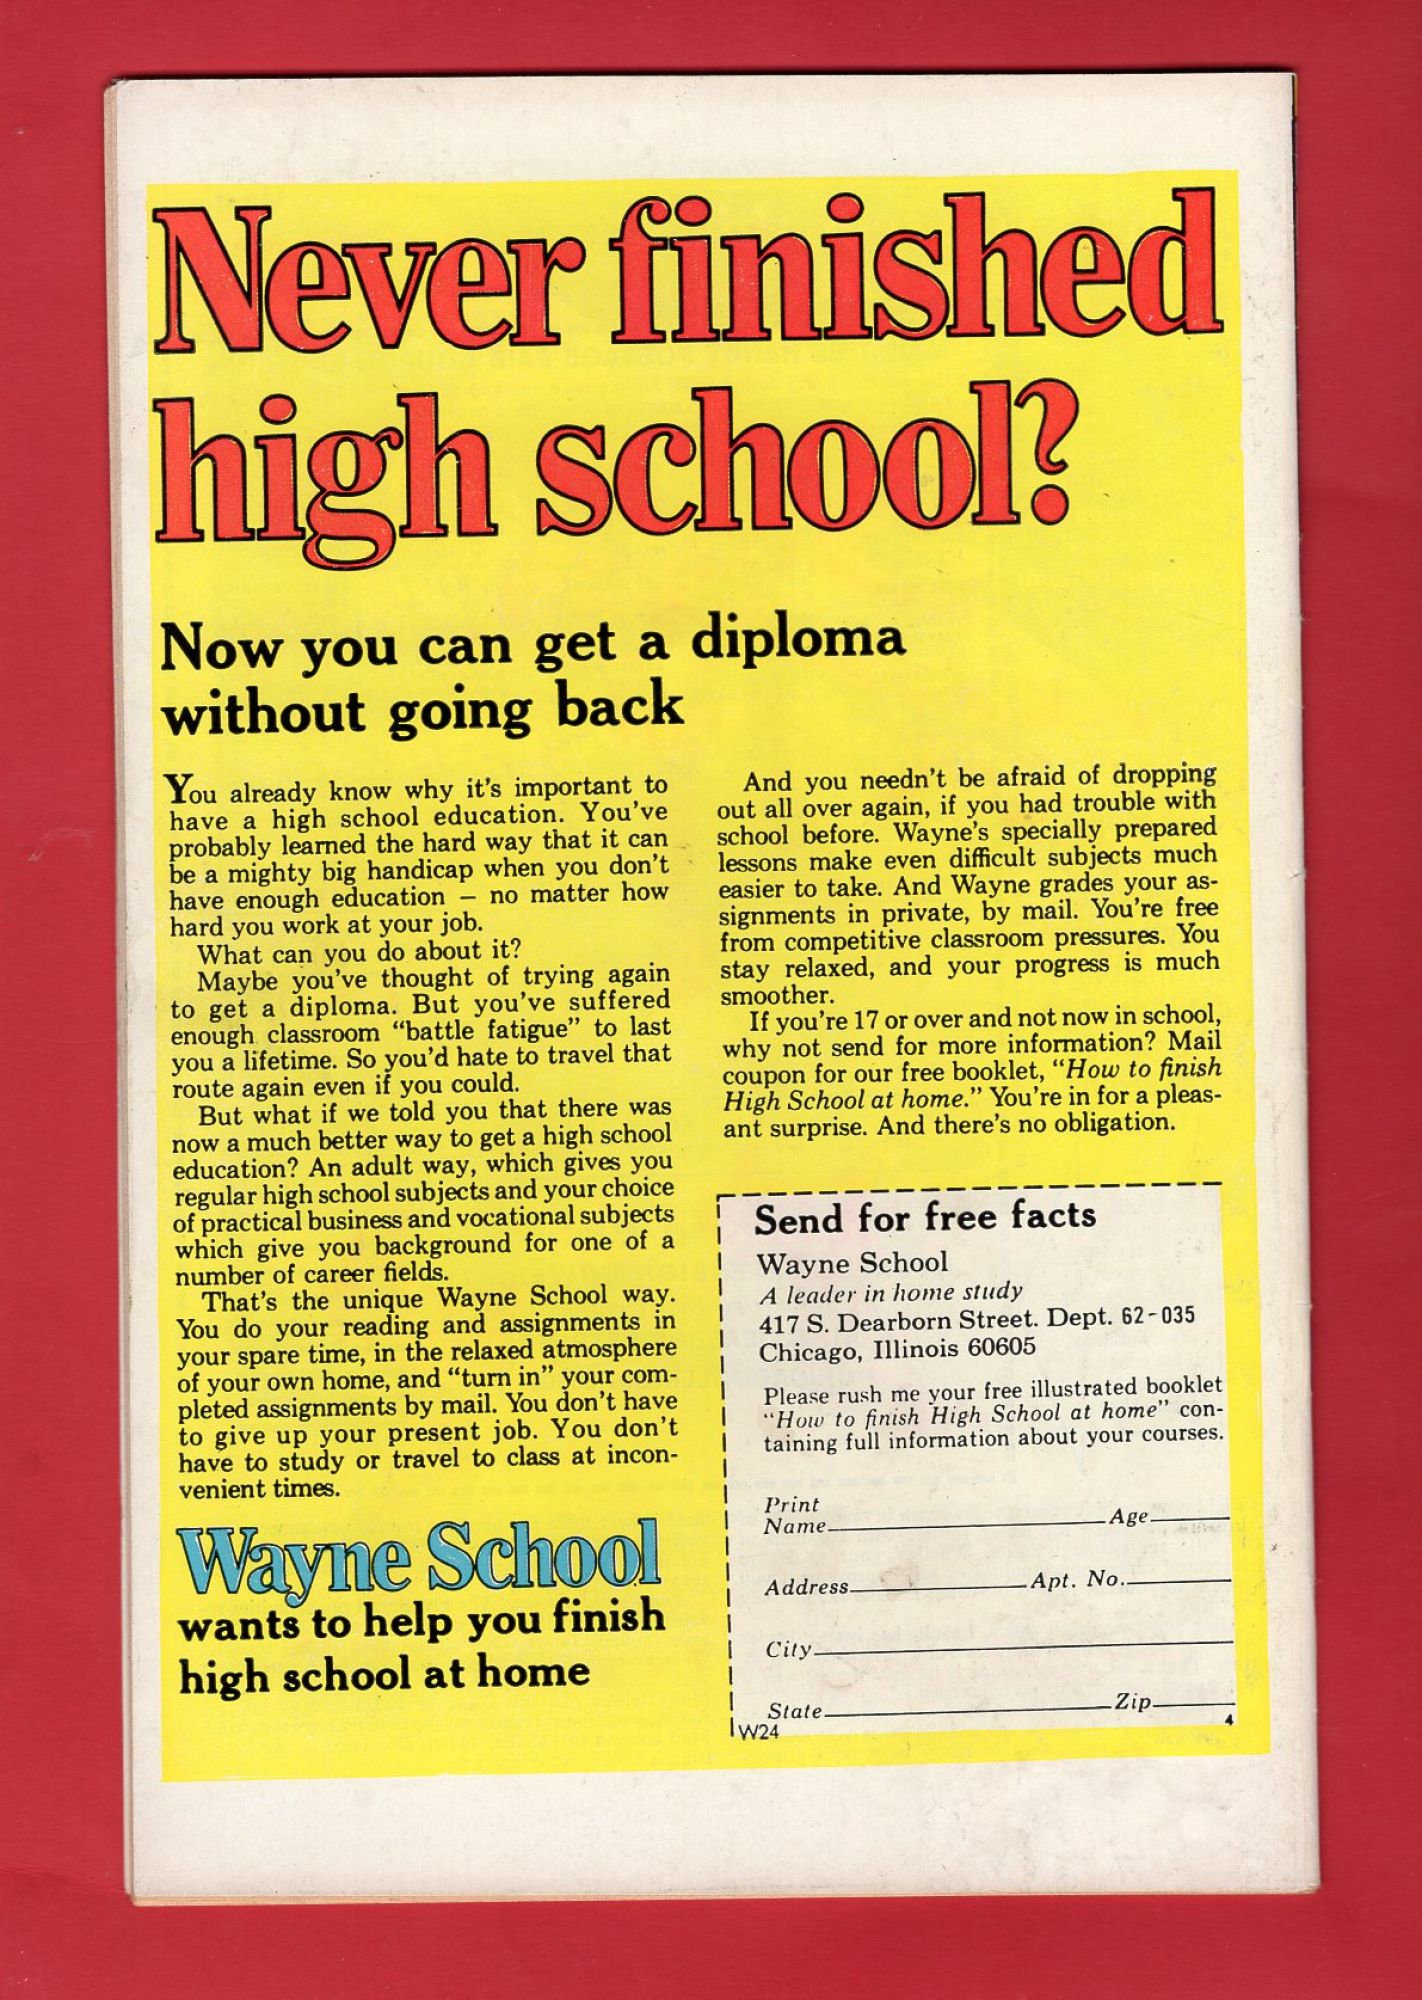 Never finished
high school?
Now you can get a diploma
without going back
You already know why it's important to
have a high school education. You've
probably learned the hard way that it can
be a mighty big handicap when you don't
have enough education – no matter how
hard you work at your job.
What can you do about it?
Maybe you've thought of trying again
to get a diploma. But you've suffered
enough classroom “battle fatigue” to last
you a lifetime. So you'd hate to travel that
route again even if you could.
But what if we told you that there was
now a much better way to get a high school
education? An adult way, which gives you
regular high school subjects and your choice
of practical business and vocational subjects
which give you background for one of a
number of career fields.
That's the unique Wayne School way.
You do your reading and assignments in
your spare time, in the relaxed atmosphere
of your own home, and “turn in” your com-
pleted assignments by mail. You don't have
to give up your present job. You don't
have to study or travel to class at incon-
venient times.
Wayne School
wants to help you finish
high school at home
And you needn't be afraid of dropping
out all over again, if you had trouble with
school before. Wayne's specially prepared
lessons make even difficult subjects much
easier to take. And Wayne grades your as-
signments in private, by mail. You're free
from competitive classroom pressures. You
stay relaxed, and your progress is much
smoother.
If you're 17 or over and not now in school,
why not send for more information? Mail
coupon for our free booklet, “How to finish
High School at home.” You're in for a pleas-
ant surprise. And there's no obligation.
Send for free facts
Wayne School
A leader in home study
417 S. Dearborn Street. Dept. 62-035
Chicago, Illinois 60605
Please rush me your free illustrated booklet
“How to finish High School at home” con-
taining full information about your courses.
Print
Name Age
Address Apt. No.
City
State Zip
W24 4